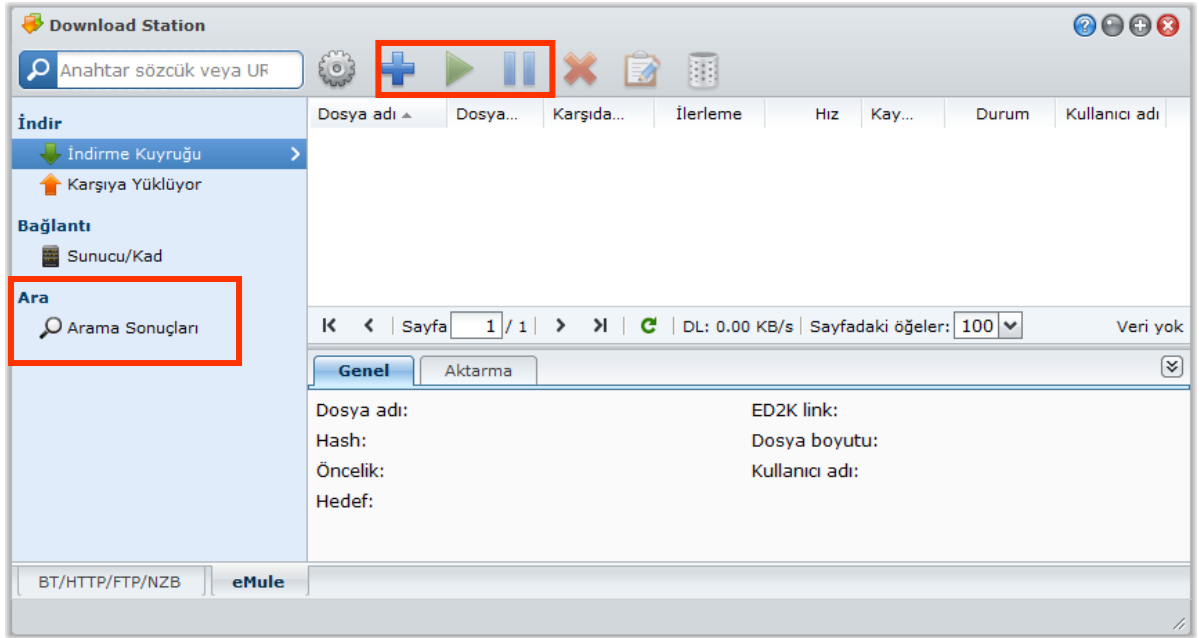 Download Station
Anahtar sözcük veya UR
İndir
İndirme Kuyruğu
Karşıya Yüklüyor
Bağlantı
Sunucu/Kad
Ara
Arama Sonuçları
Dosya adı Dosya... Karşıda... İlerleme Hız Kay... Durum Kullanıcı adı
Sayfa 1 / 1 DL: 0.00 KB/s Sayfadaki öğeler: 100 Veri yok
Genel Aktarma
Dosya adı: ED2K link:
Hash: Dosya boyutu:
Öncelik: Kullanıcı adı:
Hedef:
BT/HTTP/FTP/NZB eMule